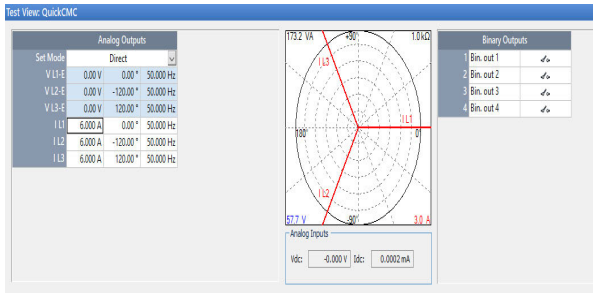 Test View: QuickCMC
Analog Outputs
Set Mode Direct
V L1-E 0.00 V 0.00 ° 50.000 Hz
V L2-E 0.00 V -120.00 ° 50.000 Hz
V L3-E 0.00 V 120.00 ° 50.000 Hz
I L1 6.000 A 0.00 ° 50.000 Hz
I L2 6.000 A -120.00 ° 50.000 Hz
I L3 6.000 A 120.00 ° 50.000 Hz
173.2 VA +90° 1.0 kΩ
I L3
I L1
180° 0°
I L2
57.7 V -90° 3.0 A
Analog Inputs
Vdc: -0.000 V Idc: 0.0002 mA
Binary Outputs
1 Bin. out 1
2 Bin. out 2
3 Bin. out 3
4 Bin. out 4